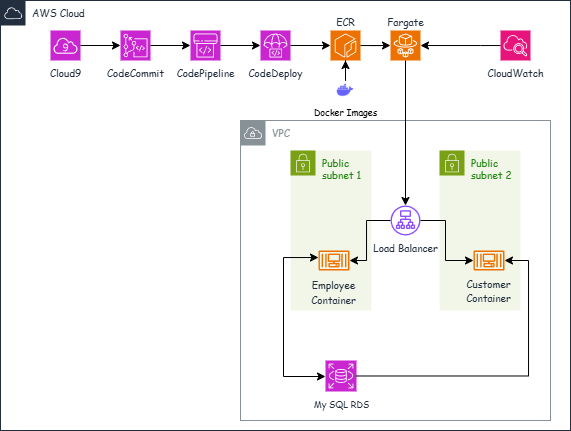 AWS Cloud
ECR
Fargate
Cloud9
CodeCommit
CodePipeline
CodeDeploy
CloudWatch
Docker Images
VPC
Public
subnet 1
Public
subnet 2
Load Balancer
Employee
Container
Customer
Container
My SQL RDS